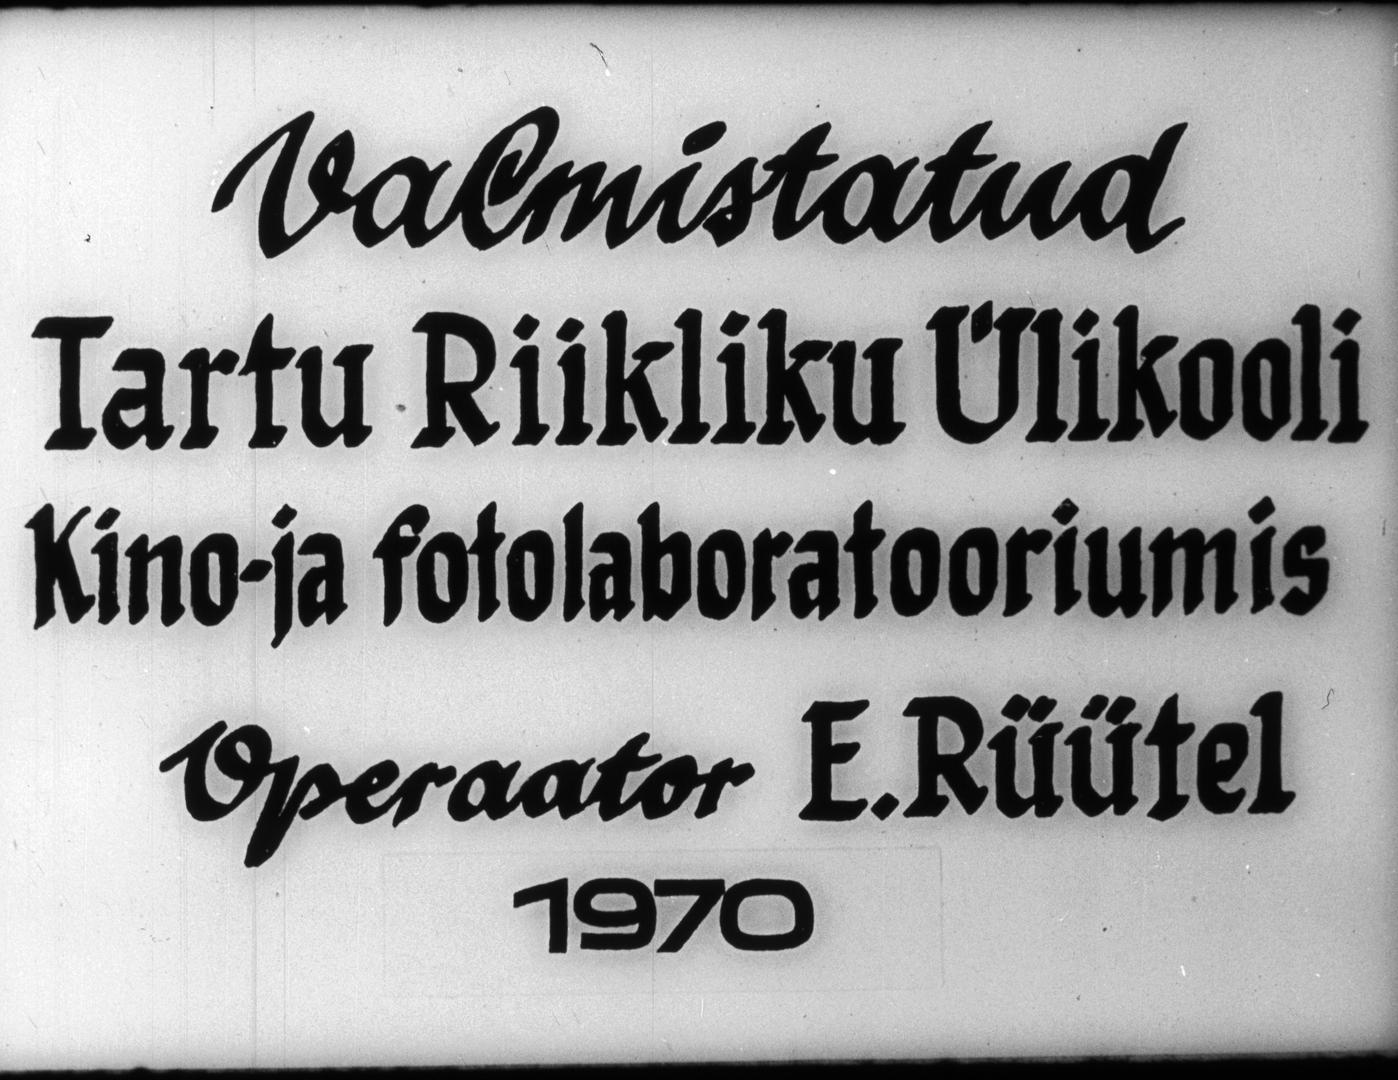 Valmistatud
Tartu Riikliku Ülikooli
Kino-ja fotolaboratooriumis
Operaator E.Rüütel
1970